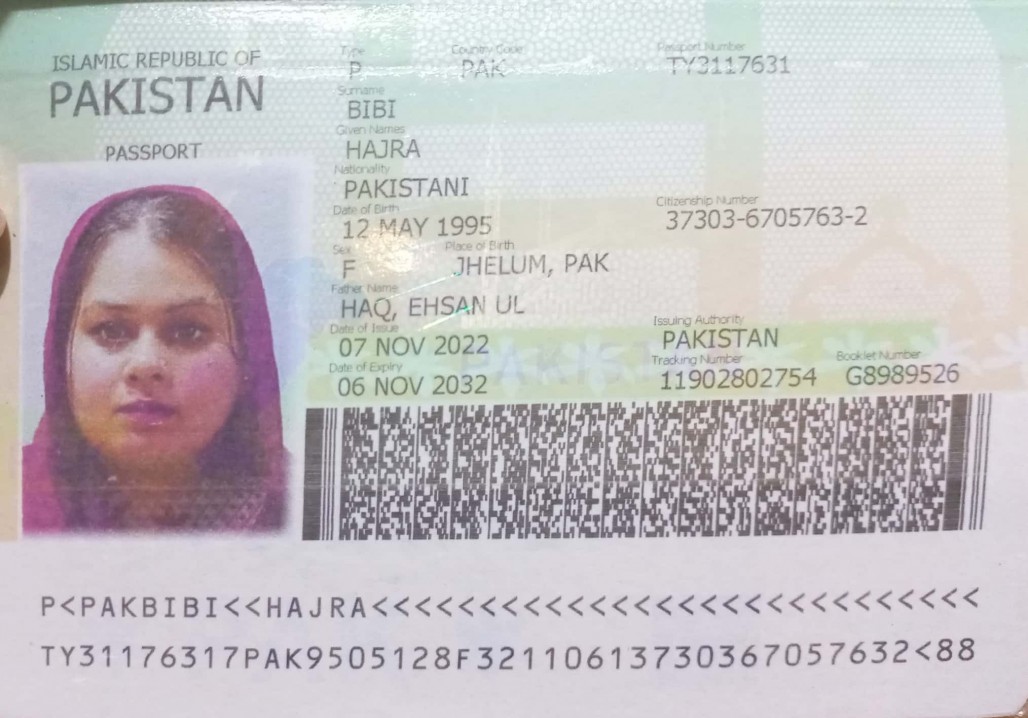 ISLAMIC REPUBLIC OF
PAKISTAN
PASSPORT
Type Country Code Passport Number
P PAK TY3117631
Surname
BIBI
Given Names
HAJRA
Nationality
PAKISTANI
Date of Birth Citizenship Number
12 MAY 1995 37303-6705763-2
Sex Place of Birth
F JHELUM, PAK
Father Name
HAQ, EHSAN UL
Date of Issue Issuing Authority
07 NOV 2022 PAKISTAN
Date of Expiry Tracking Number Booklet Number
06 NOV 2032 11902802754 G8989526
P<PAKBIBI<<HAJRA<<<<<<<<<<<<<<<<<<<<<<<<<<<<
TY31176317PAK9505128F32110613730367057632<88